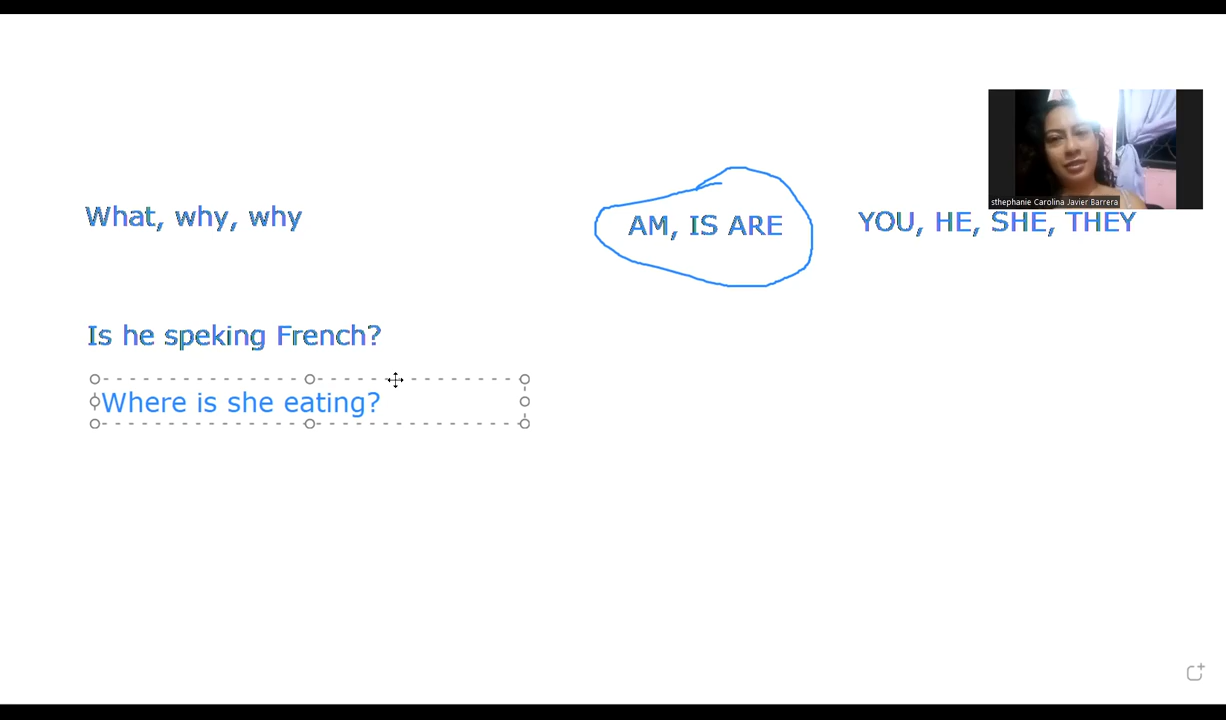 What, why, why
AM, IS ARE
YOU, HE, SHE, THEY
sthephanie Carolina Javier Barrera
Is he speking French?
Where is she eating?